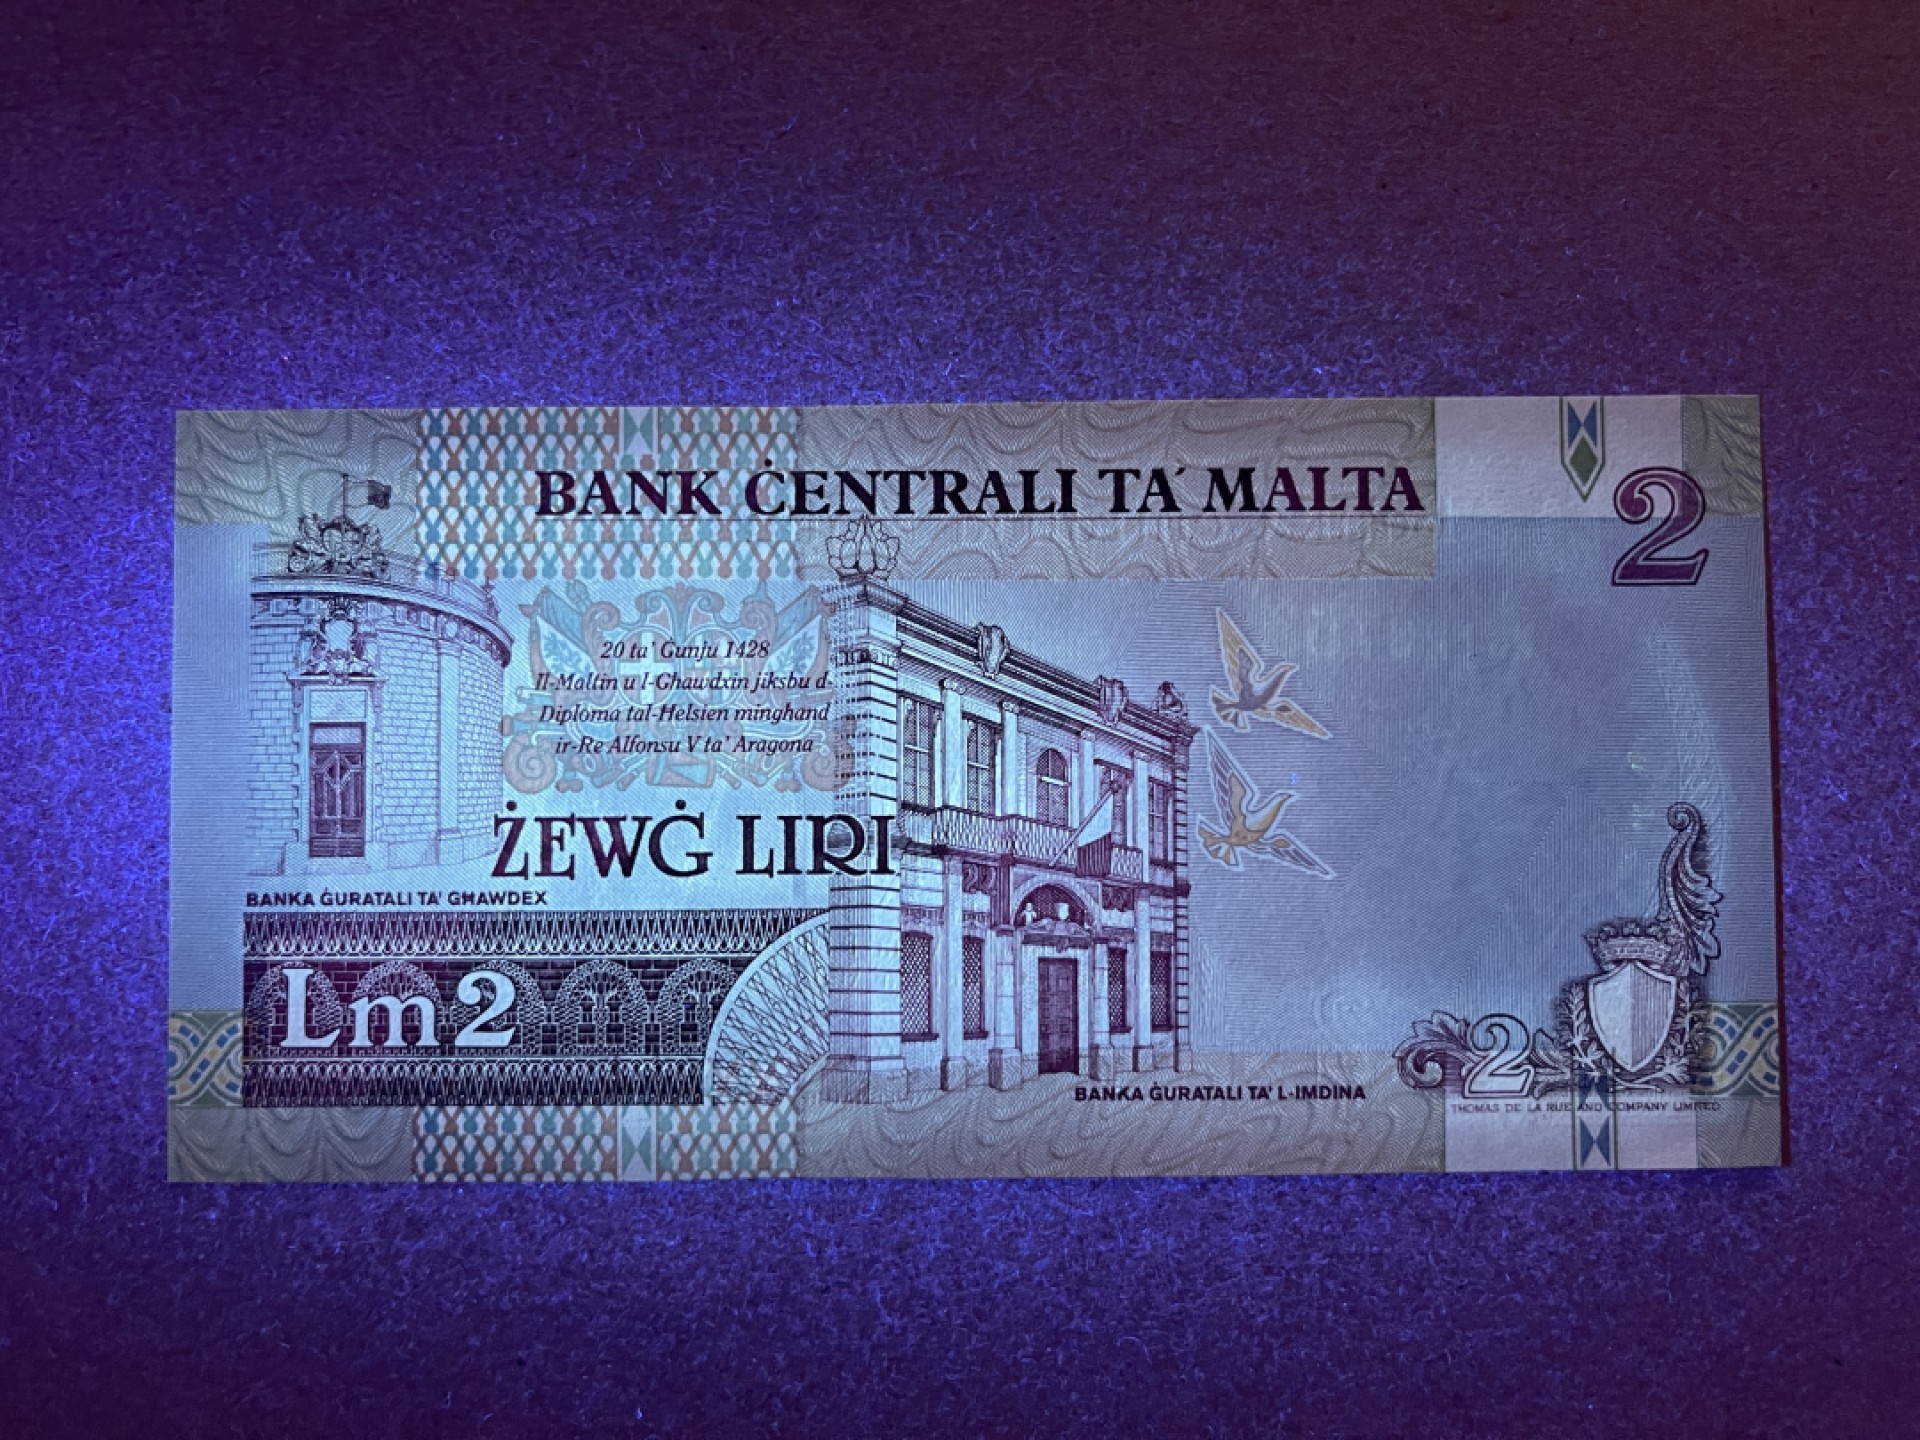 BANK ĊENTRALI TA' MALTA
2
20 ta' Ġunju 1428
Il-Maltin u l-Għawdxin jiksbu d-
Diploma tal-Ħelsien mingħand
ir-Re Alfonsu V ta' Aragona
ŻEWĠ LIRI
BANKA ĠURATALI TA' GĦAWDEX
Lm2
BANKA ĠURATALI TA' L-IMDINA
2
THOMAS DE LA RUE AND COMPANY LIMITED